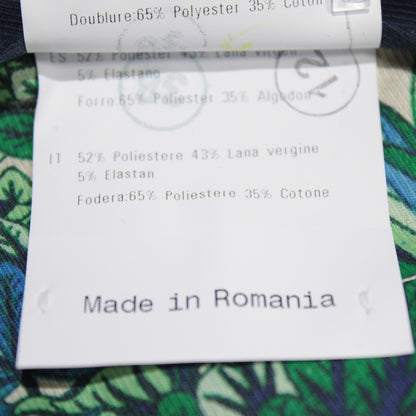 Doublure:65% Polyester 35% Coton
ES 52% Poliester 43% Lana virgen
5% Elastano
Forro:65% Poliester 35% Algodon
IT 52% Poliestere 43% Lana vergine
5% Elastan
Fodera:65% Poliestere 35% Cotone
Made in Romania